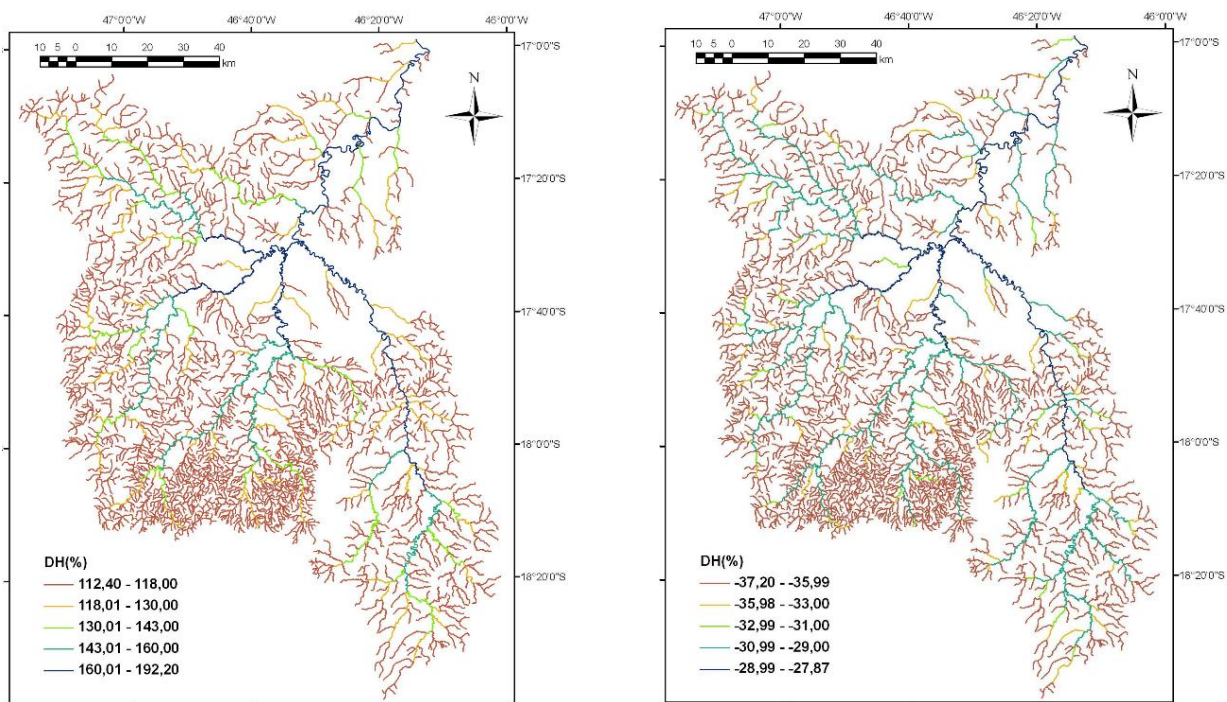 47°0'0"W 46°40'0"W 46°20'0"W 46°0'0"W
10 5 0 10 20 30 40
km
N
17°0'0"S
17°20'0"S
17°40'0"S
18°0'0"S
18°20'0"S
DH(%)
112,40 - 118,00
118,01 - 130,00
130,01 - 143,00
143,01 - 160,00
160,01 - 192,20
47°0'0"W 46°40'0"W 46°20'0"W 46°0'0"W
10 5 0 10 20 30 40
km
N
17°0'0"S
17°20'0"S
17°40'0"S
18°0'0"S
18°20'0"S
DH(%)
-37,20 - -35,99
-35,98 - -33,00
-32,99 - -31,00
-30,99 - -29,00
-28,99 - -27,87